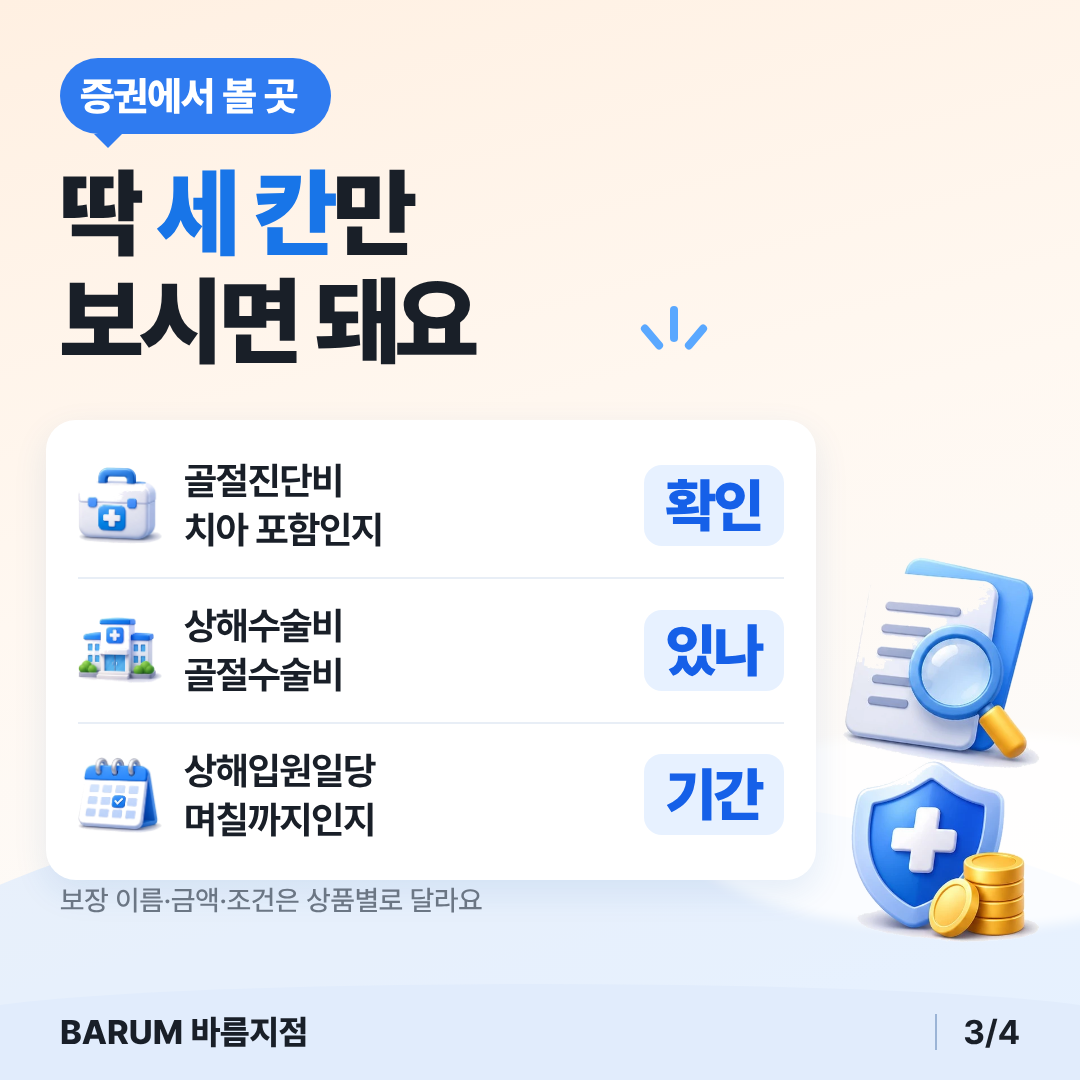 증권에서 볼 곳
딱 세 칸만
보시면 돼요
골절진단비
치아 포함인지
확인
상해수술비
골절수술비
있나
상해입원일당
며칠까지인지
기간
보장 이름·금액·조건은 상품별로 달라요
BARUM 바름지점
3/4